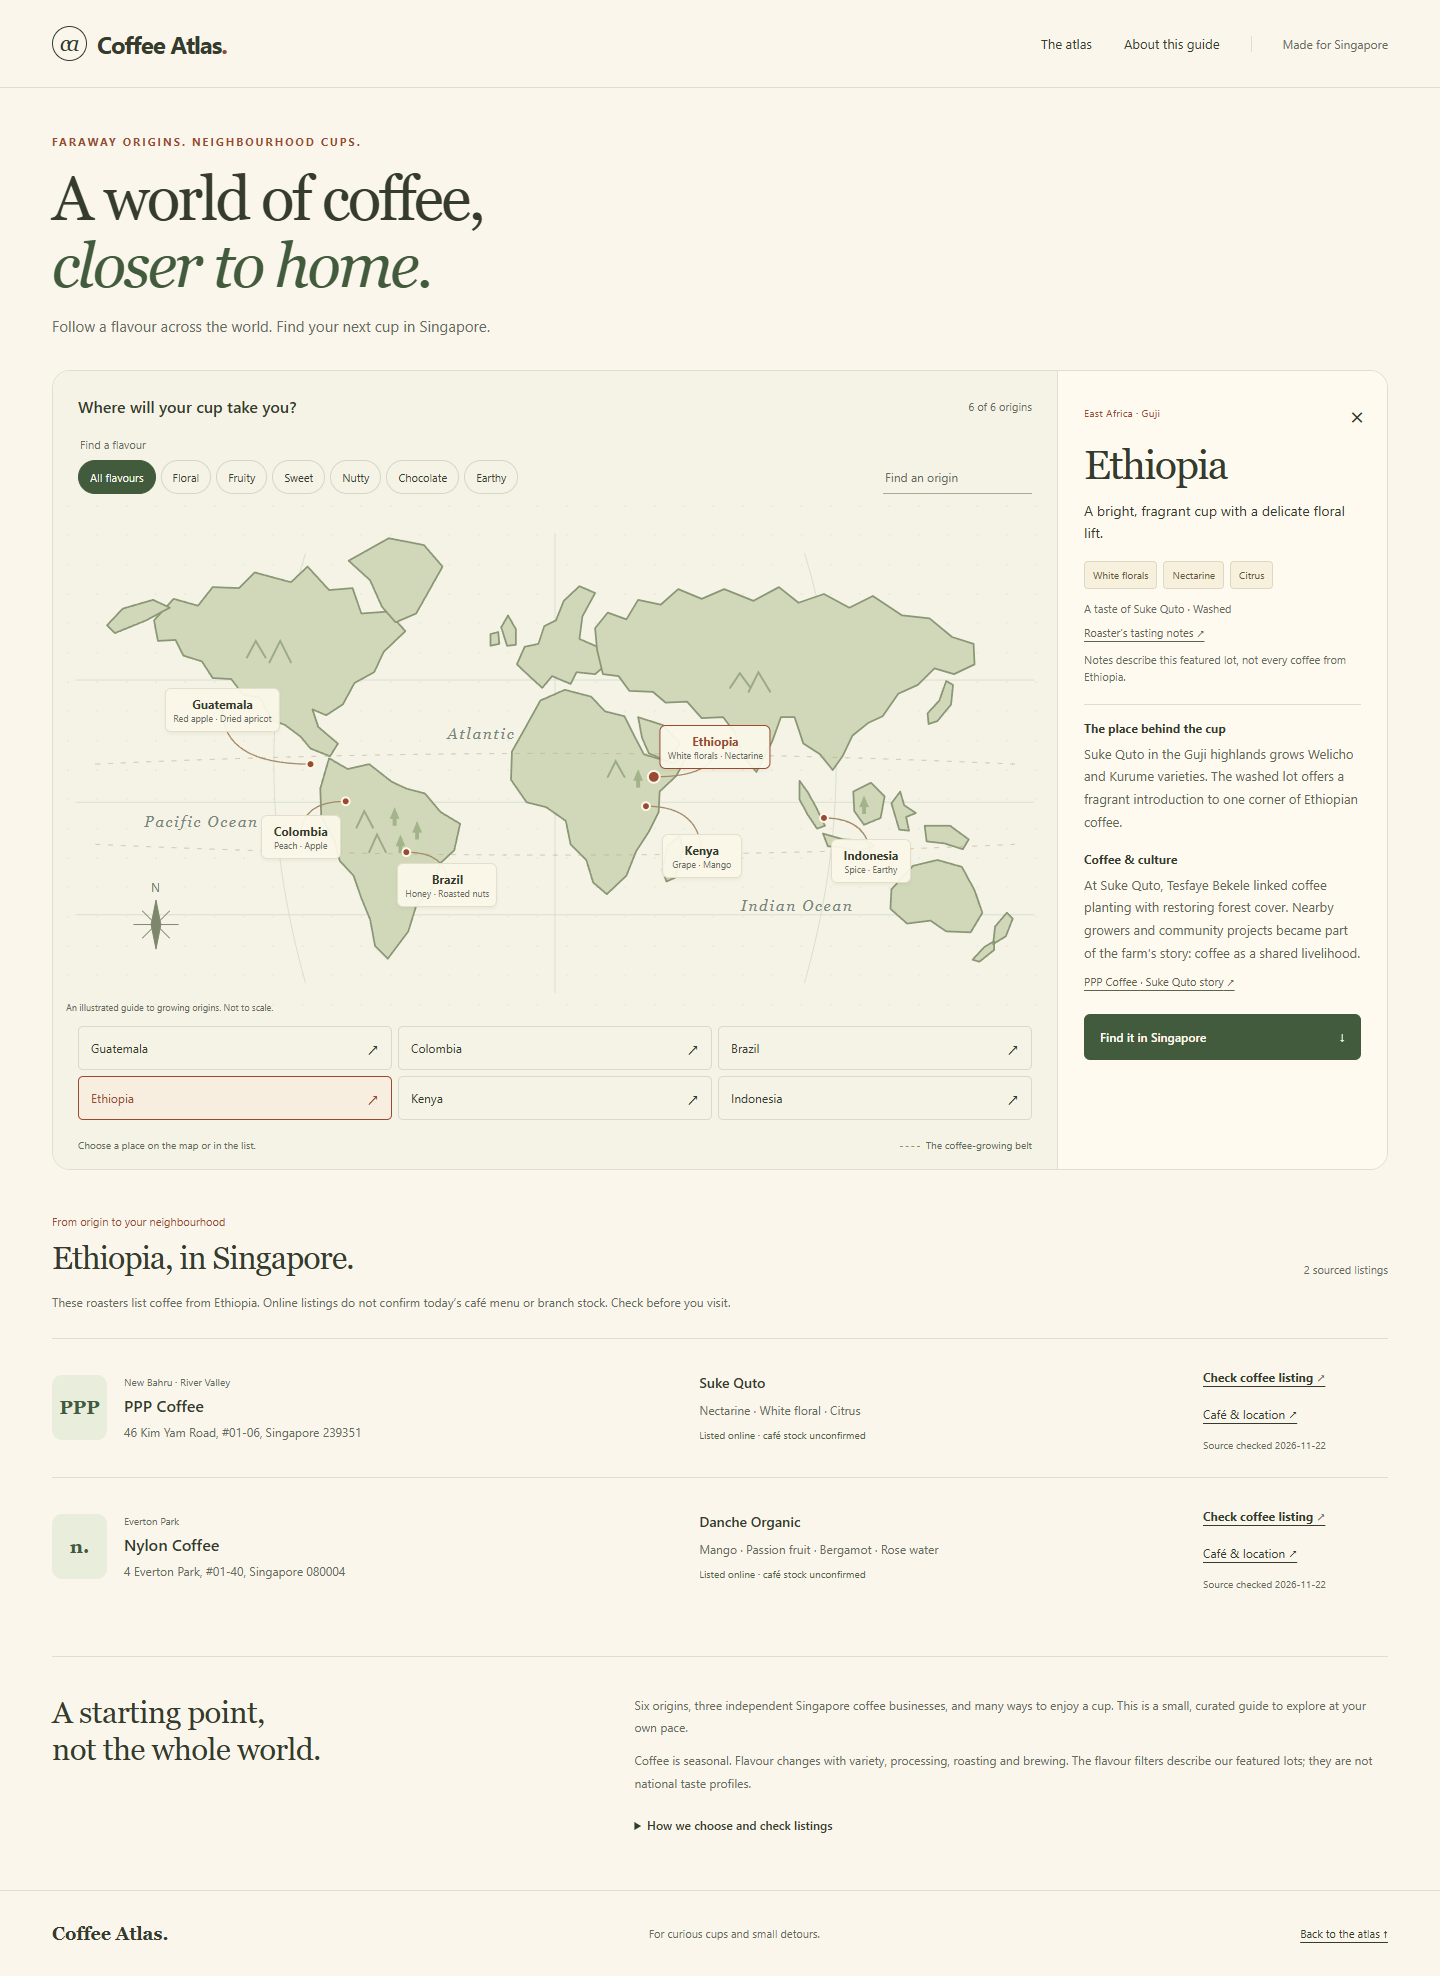 ca Coffee Atlas.
The atlas
About this guide
Made for Singapore
FARAWAY ORIGINS. NEIGHBOURHOOD CUPS.
A world of coffee,
closer to home.
Follow a flavour across the world. Find your next cup in Singapore.
Where will your cup take you?
6 of 6 origins
Find a flavour
All flavours
Floral
Fruity
Sweet
Nutty
Chocolate
Earthy
Find an origin
Guatemala
Red apple · Dried apricot
Atlantic
Ethiopia
White florals · Nectarine
Pacific Ocean
Colombia
Peach · Apple
Brazil
Honey · Roasted nuts
Kenya
Grape · Mango
Indonesia
Spice · Earthy
Indian Ocean
N
An illustrated guide to growing origins. Not to scale.
Guatemala ↗
Colombia ↗
Brazil ↗
Ethiopia ↗
Kenya ↗
Indonesia ↗
Choose a place on the map or in the list.
The coffee-growing belt
East Africa · Guji
×
Ethiopia
A bright, fragrant cup with a delicate floral
lift.
White florals
Nectarine
Citrus
A taste of Suke Quto · Washed
Roaster's tasting notes ↗
Notes describe this featured lot, not every coffee from
Ethiopia.
The place behind the cup
Suke Quto in the Guji highlands grows Welicho
and Kurume varieties. The washed lot offers a
fragrant introduction to one corner of Ethiopian
coffee.
Coffee & culture
At Suke Quto, Tesfaye Bekele linked coffee
planting with restoring forest cover. Nearby
growers and community projects became part
of the farm's story: coffee as a shared livelihood.
PPP Coffee · Suke Quto story ↗
Find it in Singapore ↓
From origin to your neighbourhood
Ethiopia, in Singapore.
2 sourced listings
These roasters list coffee from Ethiopia. Online listings do not confirm today's café menu or branch stock. Check before you visit.
PPP
New Bahru · River Valley
PPP Coffee
46 Kim Yam Road, #01-06, Singapore 239351
Suke Quto
Nectarine · White floral · Citrus
Listed online · café stock unconfirmed
Check coffee listing ↗
Café & location ↗
Source checked 2026-11-22
n.
Everton Park
Nylon Coffee
4 Everton Park, #01-40, Singapore 080004
Danche Organic
Mango · Passion fruit · Bergamot · Rose water
Listed online · café stock unconfirmed
Check coffee listing ↗
Café & location ↗
Source checked 2026-11-22
A starting point,
not the whole world.
Six origins, three independent Singapore coffee businesses, and many ways to enjoy a cup. This is a small, curated guide to explore at your
own pace.
Coffee is seasonal. Flavour changes with variety, processing, roasting and brewing. The flavour filters describe our featured lots; they are not
national taste profiles.
▶ How we choose and check listings
Coffee Atlas.
For curious cups and small detours.
Back to the atlas ↑